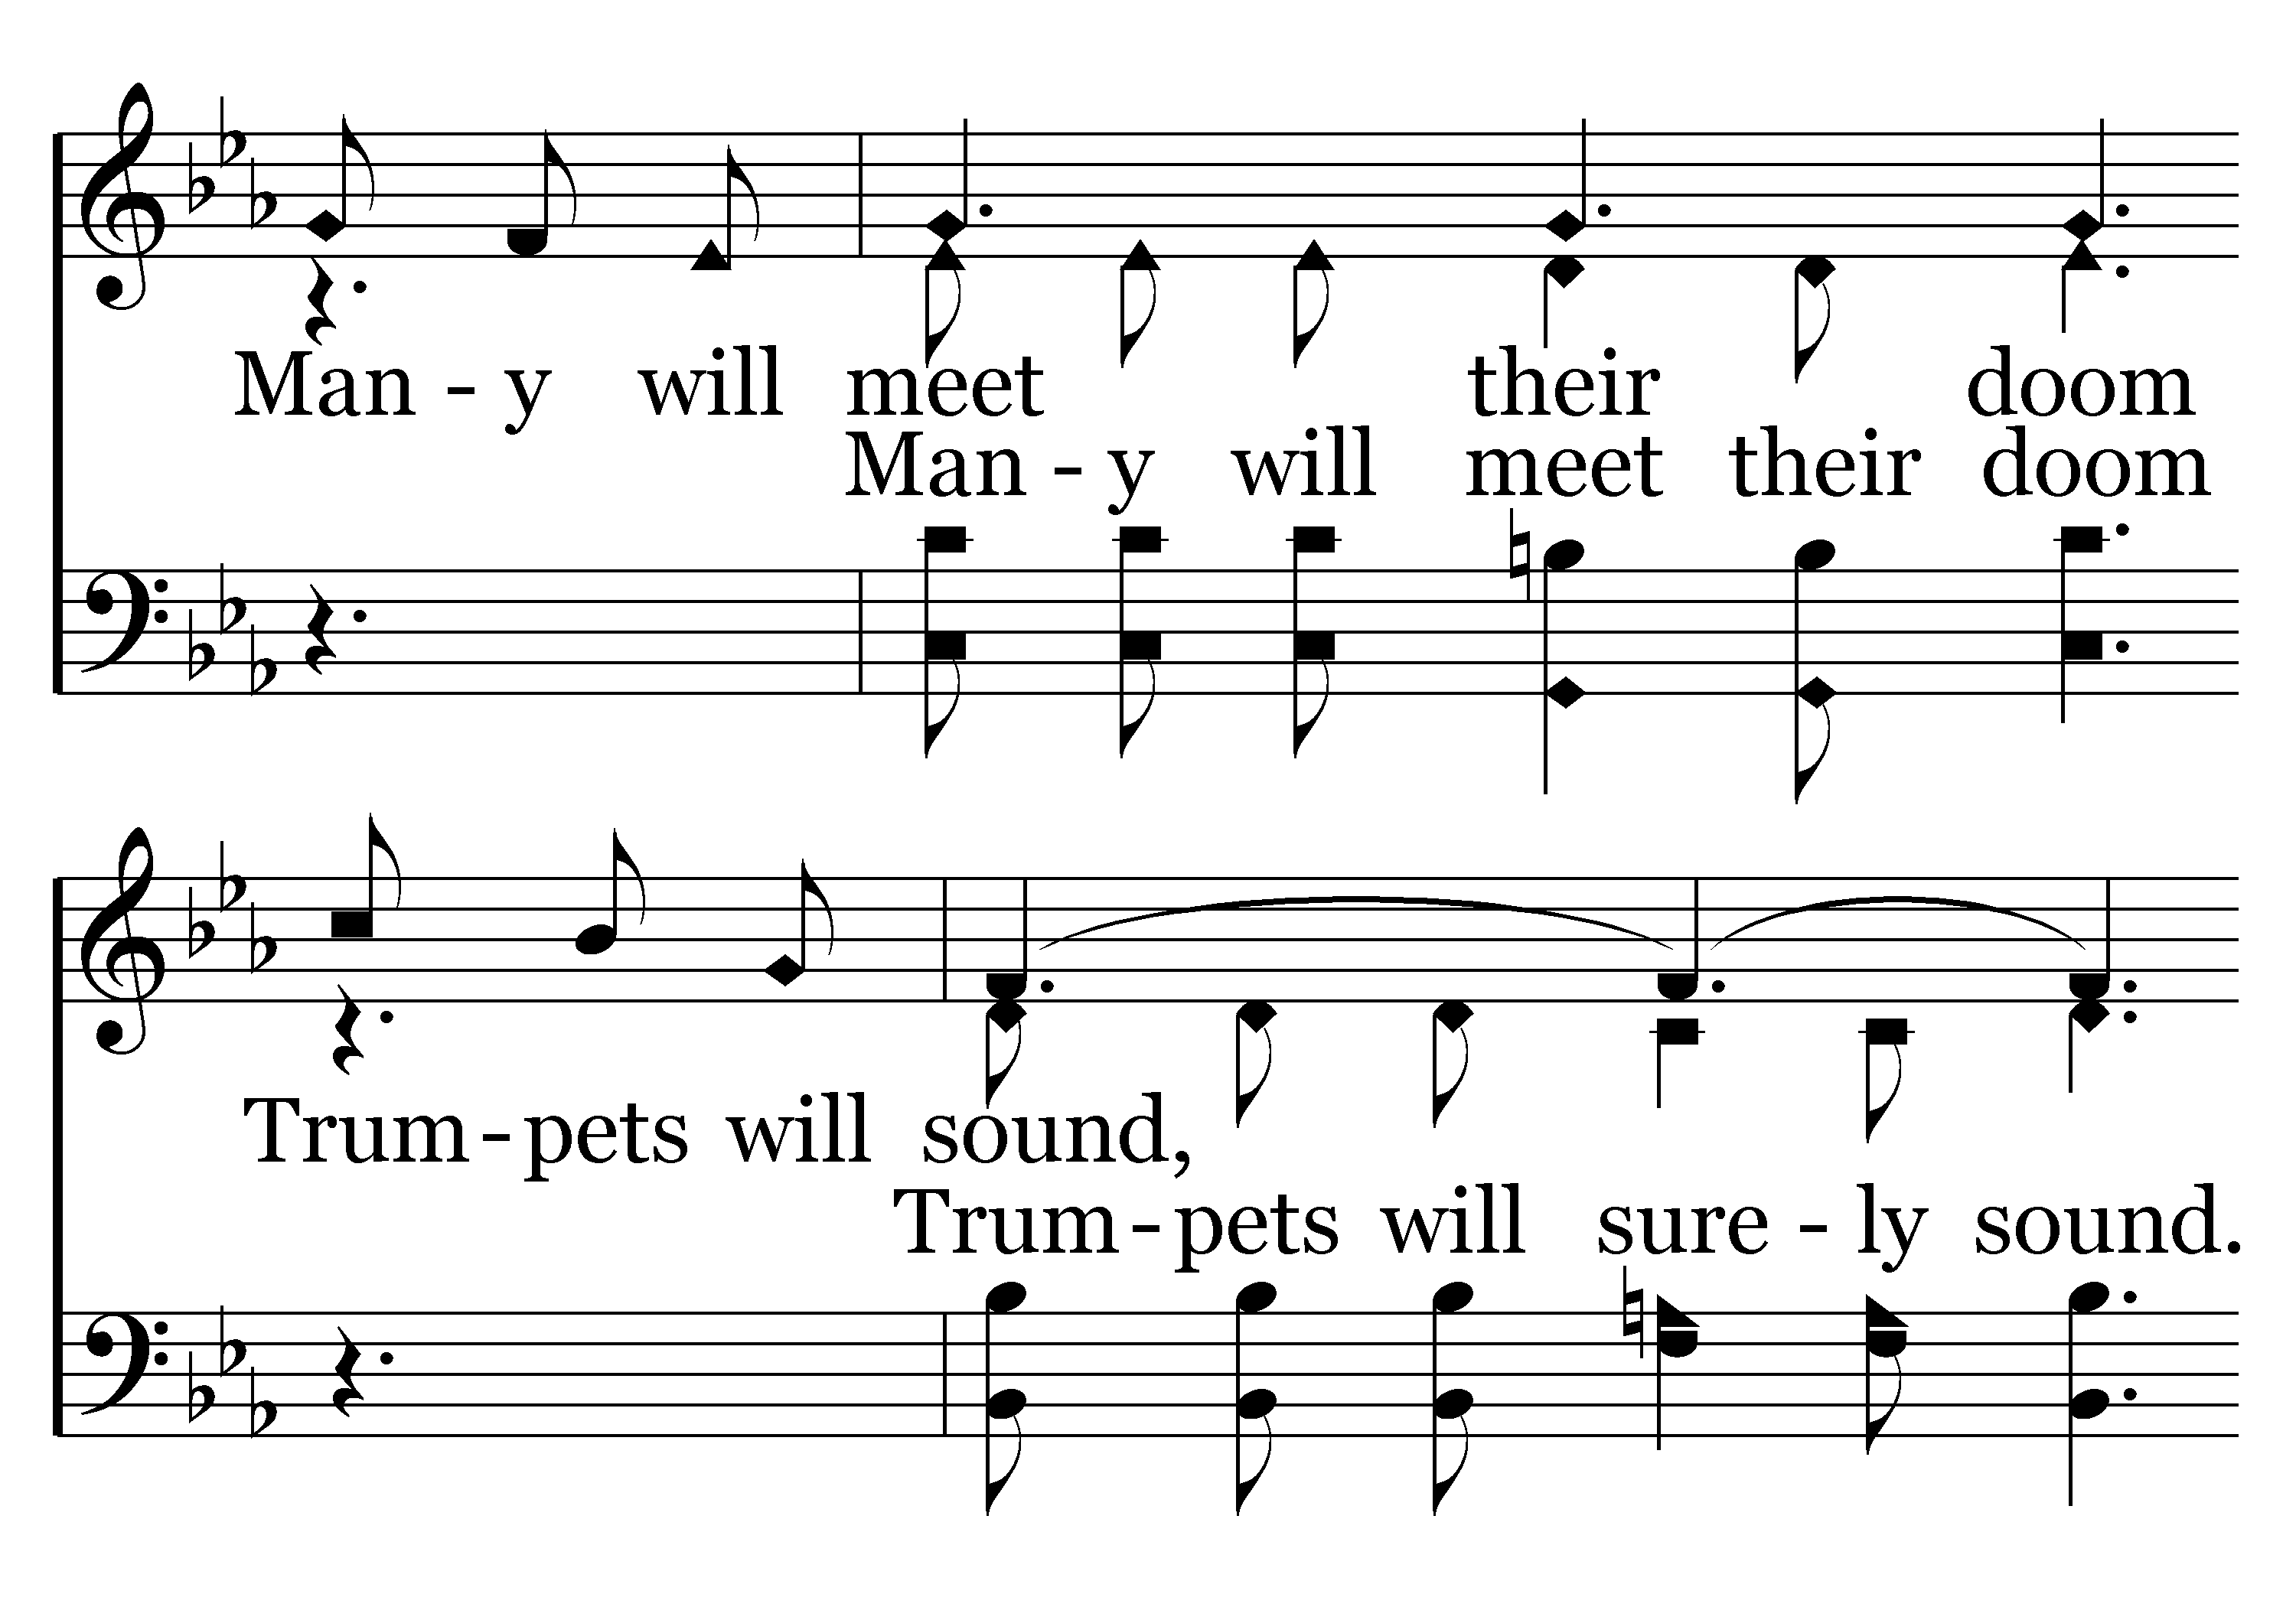 Man - y will meet their doom
Man - y will meet their doom
Trum - pets will sound,
Trum - pets will sure - ly sound.